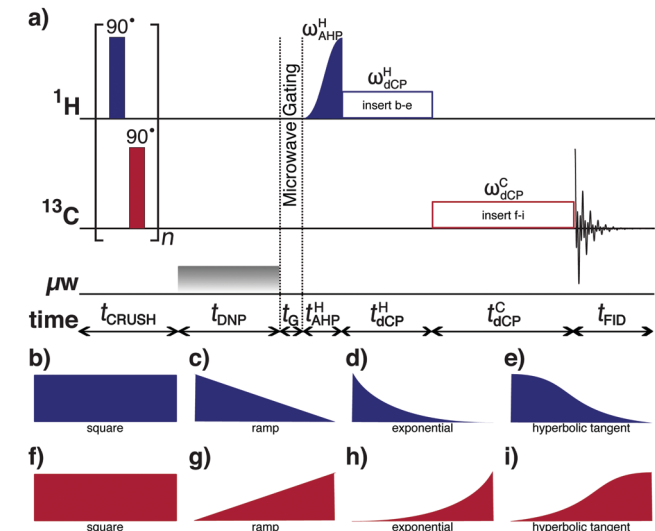 a)
90°
ω^H_AHP
ω^H_dCP
¹H
insert b-e
Microwave Gating
90°
ω^C_dCP
¹³C
insert f-i
n
μw
time
t_CRUSH
t_DNP
t_G
t^H_AHP
t^H_dCP
t^C_dCP
t_FID
b)
c)
d)
e)
square
ramp
exponential
hyperbolic tangent
f)
g)
h)
i)
square
ramp
exponential
hyperbolic tangent